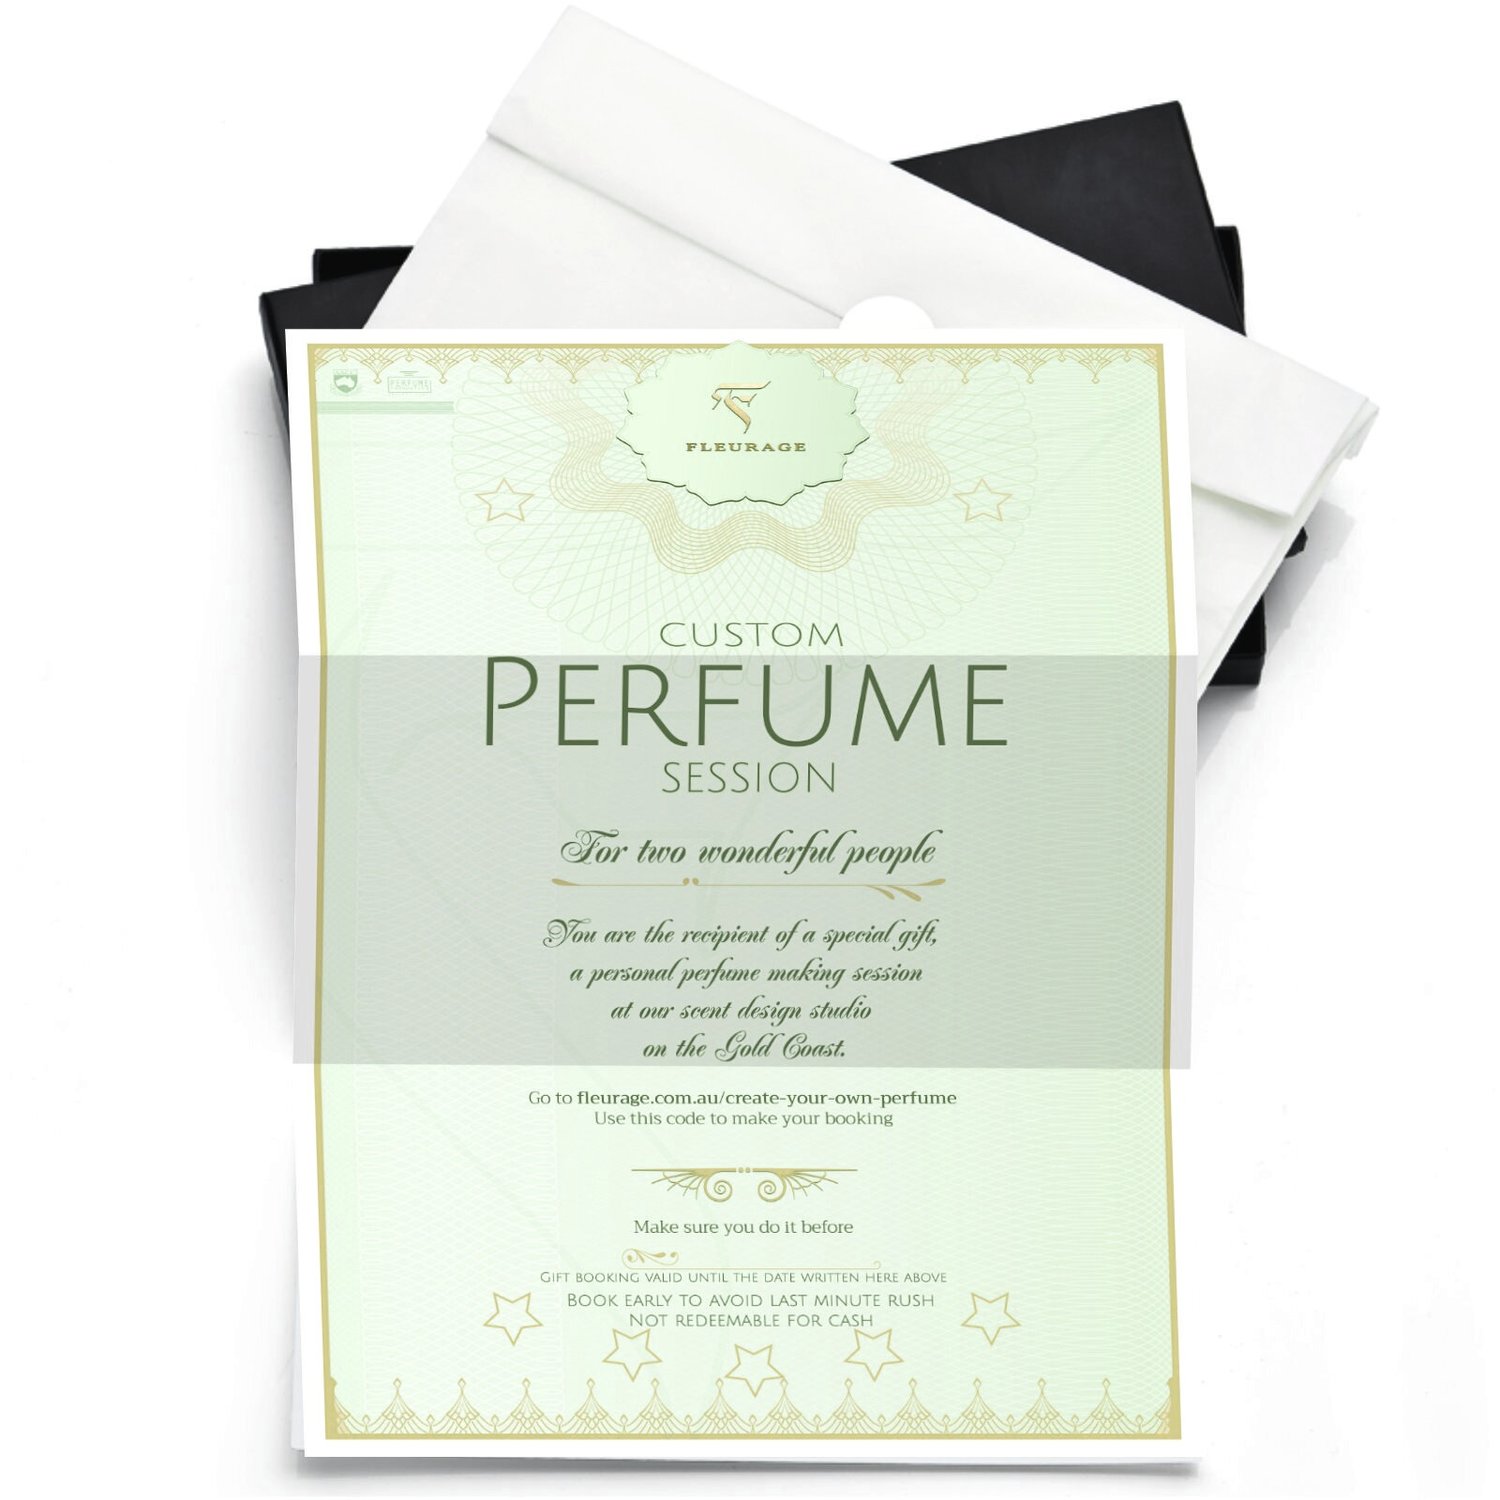 PERFUME
FLEURAGE
CUSTOM
PERFUME
SESSION
For two wonderful people
You are the recipient of a special gift,
a personal perfume making session
at our scent design studio
on the Gold Coast.
Go to fleurage.com.au/create-your-own-perfume
Use this code to make your booking
Make sure you do it before
GIFT BOOKING VALID UNTIL THE DATE WRITTEN HERE ABOVE
BOOK EARLY TO AVOID LAST MINUTE RUSH
NOT REDEEMABLE FOR CASH